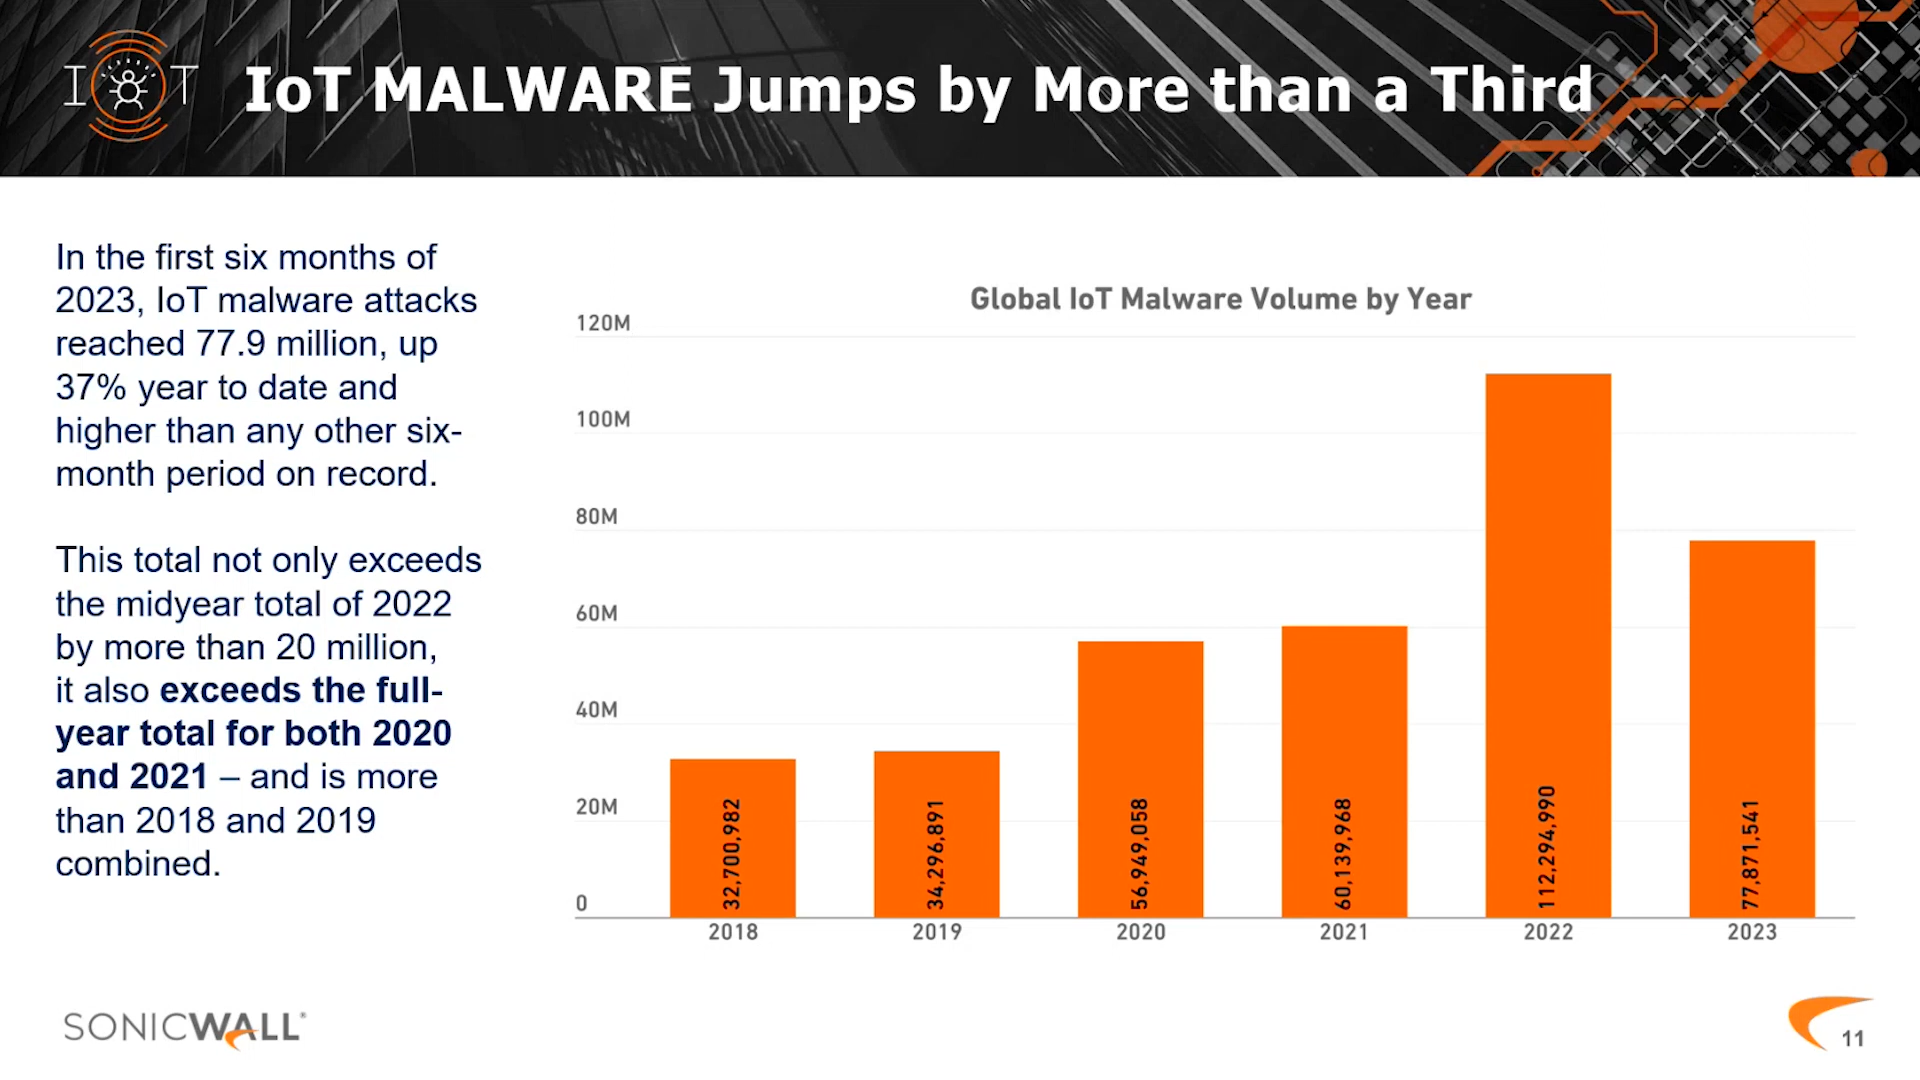 IOT
IoT MALWARE Jumps by More than a Third
In the first six months of
2023, IoT malware attacks
reached 77.9 million, up
37% year to date and
higher than any other six-
month period on record.
This total not only exceeds
the midyear total of 2022
by more than 20 million,
it also exceeds the full-
year total for both 2020
and 2021 – and is more
than 2018 and 2019
combined.
Global IoT Malware Volume by Year
120M
100M
80M
60M
40M
20M
0
32,700,982
34,296,891
56,949,058
60,139,968
112,294,990
77,871,541
2018
2019
2020
2021
2022
2023
SONICWALL®
11